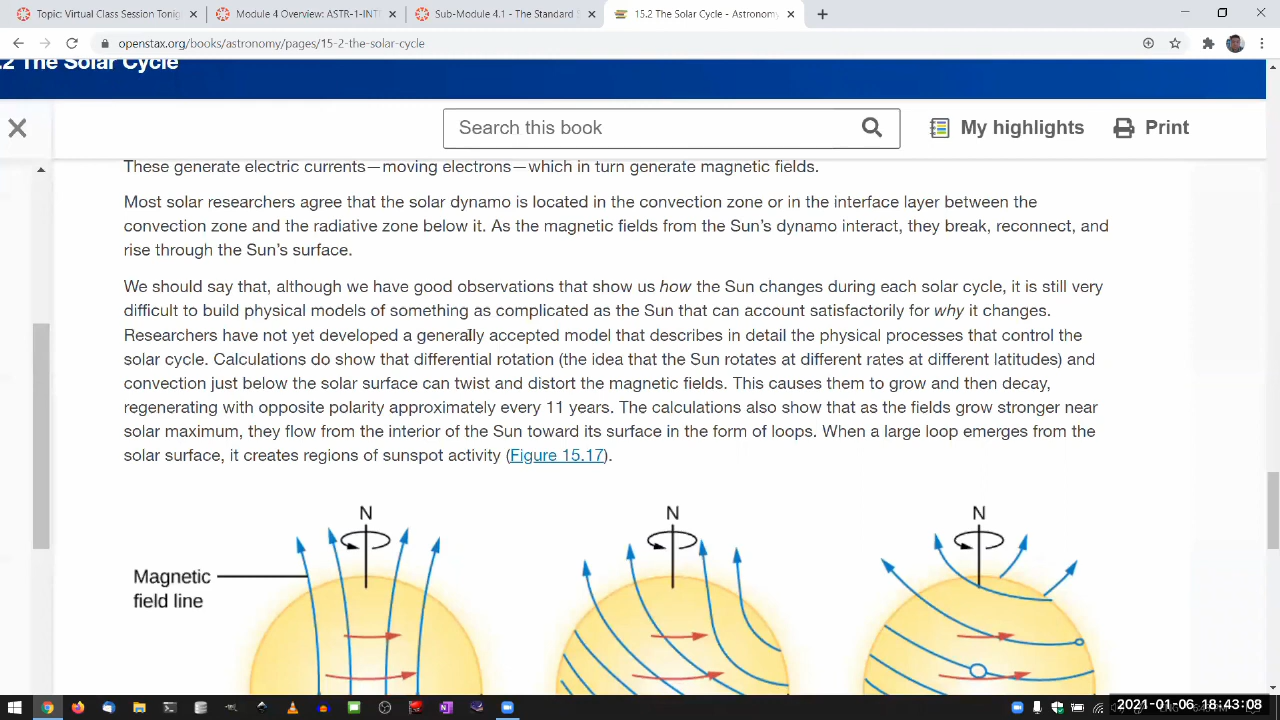 Topic: Virtual Class Session Tonig
Module 4 Overview: ASTR-1-INT
Sub-Module 4.1 - The Standard
15.2 The Solar Cycle - Astronomy
openstax.org/books/astronomy/pages/15-2-the-solar-cycle
.2 The Solar Cycle
Search this book
My highlights
Print
These generate electric currents—moving electrons—which in turn generate magnetic fields.
Most solar researchers agree that the solar dynamo is located in the convection zone or in the interface layer between the
convection zone and the radiative zone below it. As the magnetic fields from the Sun’s dynamo interact, they break, reconnect, and
rise through the Sun’s surface.
We should say that, although we have good observations that show us how the Sun changes during each solar cycle, it is still very
difficult to build physical models of something as complicated as the Sun that can account satisfactorily for why it changes.
Researchers have not yet developed a generally accepted model that describes in detail the physical processes that control the
solar cycle. Calculations do show that differential rotation (the idea that the Sun rotates at different rates at different latitudes) and
convection just below the solar surface can twist and distort the magnetic fields. This causes them to grow and then decay,
regenerating with opposite polarity approximately every 11 years. The calculations also show that as the fields grow stronger near
solar maximum, they flow from the interior of the Sun toward its surface in the form of loops. When a large loop emerges from the
solar surface, it creates regions of sunspot activity (Figure 15.17).
N
N
N
Magnetic
field line
2021-01-06 18:43:08